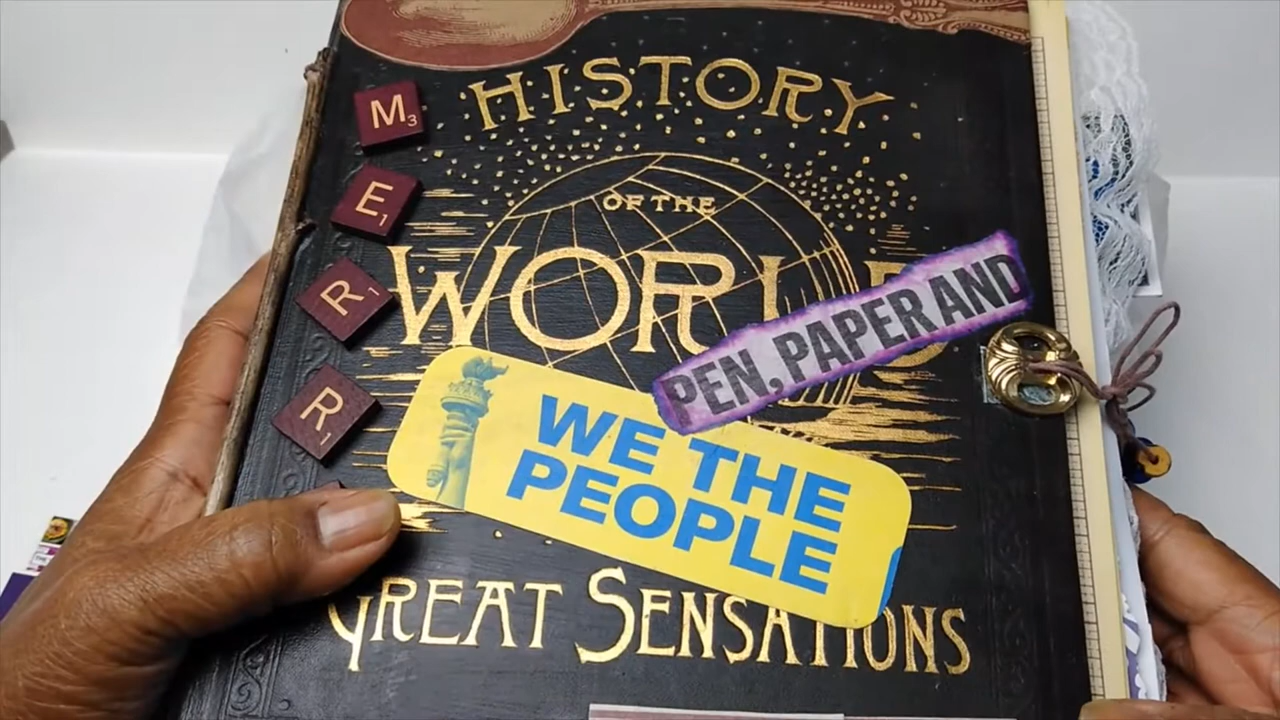 HISTORY
OF THE
WORLD
PEN, PAPER AND
WE THE
PEOPLE
GREAT SENSATIONS
M3
E1
R1
R1